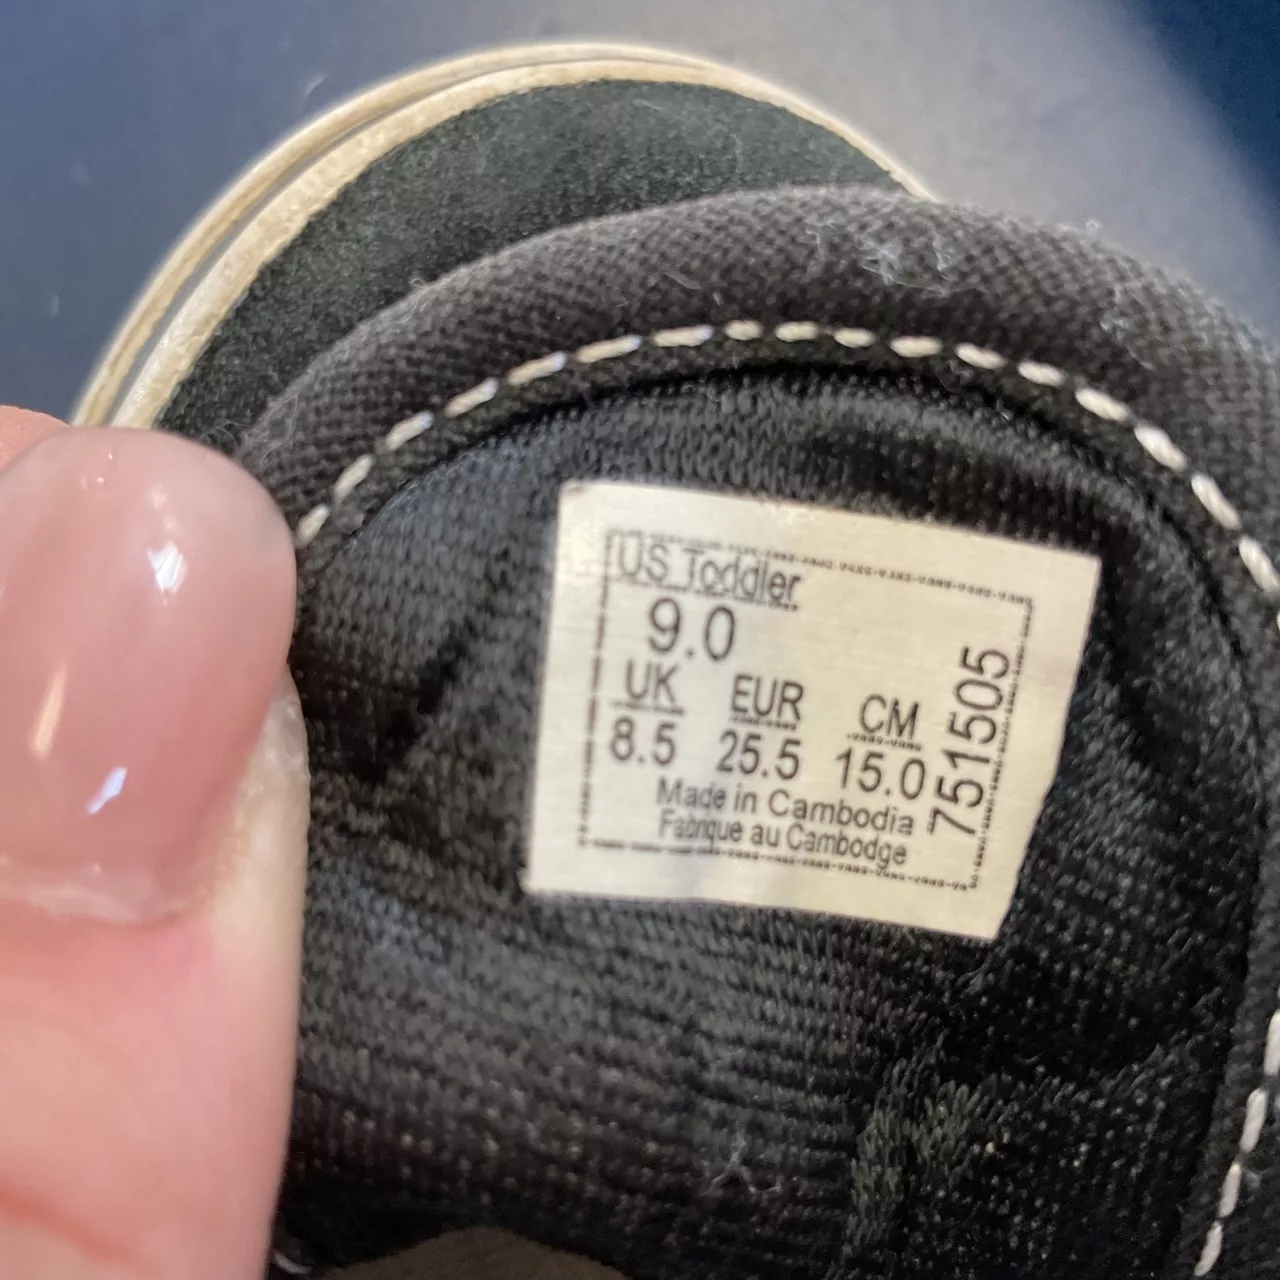 US Toddler
9.0
UK EUR CM
8.5 25.5 15.0
Made in Cambodia
Fabrique au Cambodge
751505